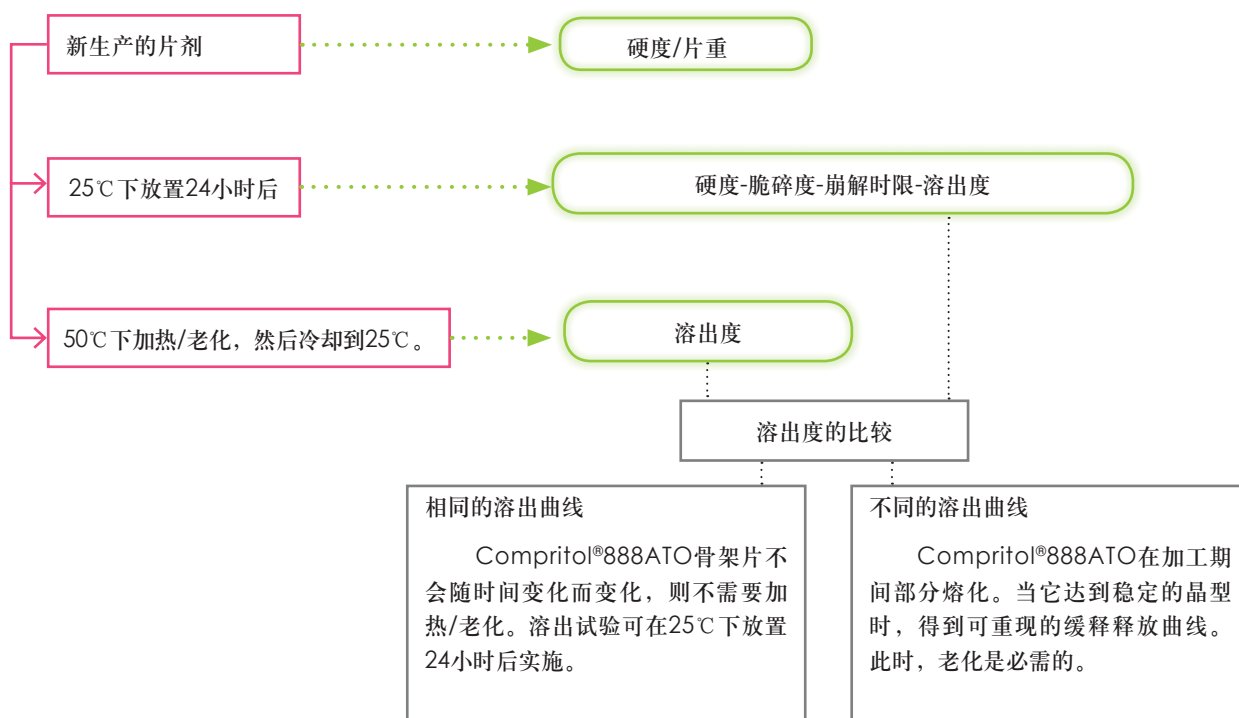 新生产的片剂
硬度/片重
25℃下放置24小时后
硬度-脆碎度-崩解时限-溶出度
50℃下加热/老化，然后冷却到25℃。
溶出度
溶出度的比较
相同的溶出曲线
Compritol®888ATO骨架片不
会随时间变化而变化，则不需要加
热/老化。溶出试验可在25℃下放置
24小时后实施。
不同的溶出曲线
Compritol®888ATO在加工期
间部分熔化。当它达到稳定的晶型
时，得到可重现的缓释释放曲线。
此时，老化是必需的。